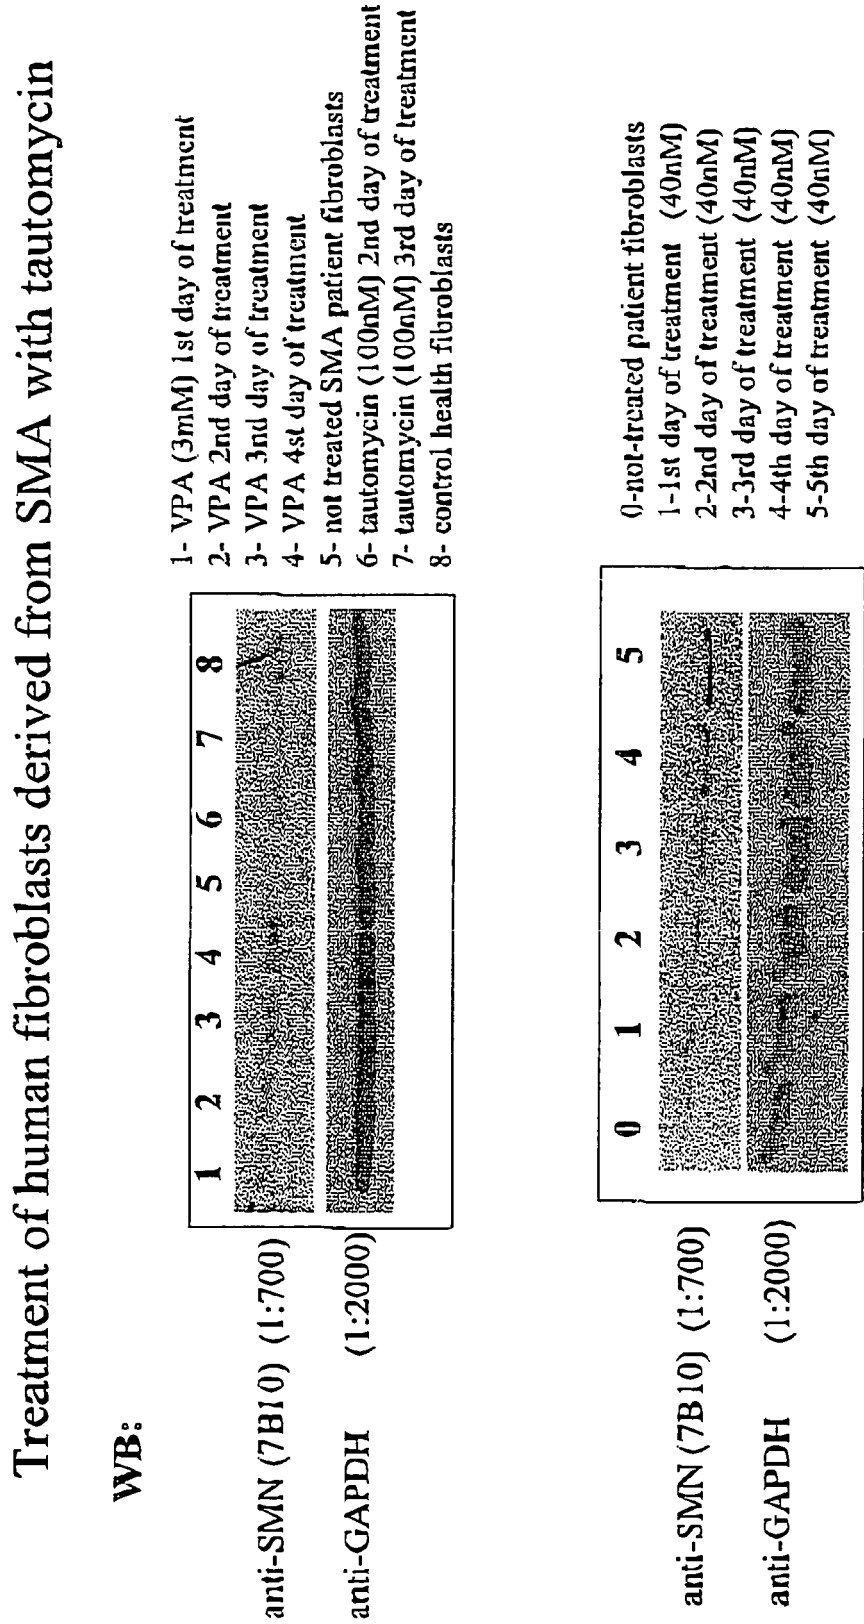 Treatment of human fibroblasts derived from SMA with tautomycin
WB:
1 2 3 4 5 6 7 8
anti-SMN (7B10) (1:700)
anti-GAPDH (1:2000)
1- VPA (3mM) 1st day of treatment
2- VPA 2nd day of treatment
3- VPA 3nd day of treatment
4- VPA 4st day of treatment
5- not treated SMA patient fibroblasts
6- tautomycin (100nM) 2nd day of treatment
7- tautomycin (100nM) 3rd day of treatment
8- control health fibroblasts
0 1 2 3 4 5
anti-SMN (7B10) (1:700)
anti-GAPDH (1:2000)
0-not-treated patient fibroblasts
1-1st day of treatment (40nM)
2-2nd day of treatment (40nM)
3-3rd day of treatment (40nM)
4-4th day of treatment (40nM)
5-5th day of treatment (40nM)